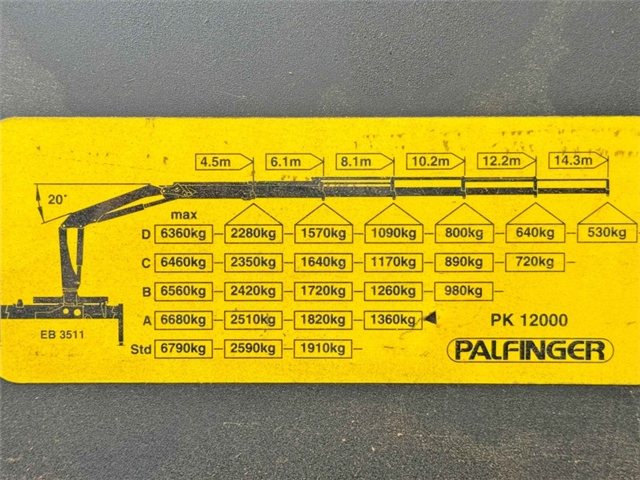 4.5m 6.1m 8.1m 10.2m 12.2m 14.3m
20°
max
D 6360kg 2280kg 1570kg 1090kg 800kg 640kg 530kg
C 6460kg 2350kg 1640kg 1170kg 890kg 720kg
B 6560kg 2420kg 1720kg 1260kg 980kg
A 6680kg 2510kg 1820kg 1360kg PK 12000
EB 3511
Std 6790kg 2590kg 1910kg PALFINGER